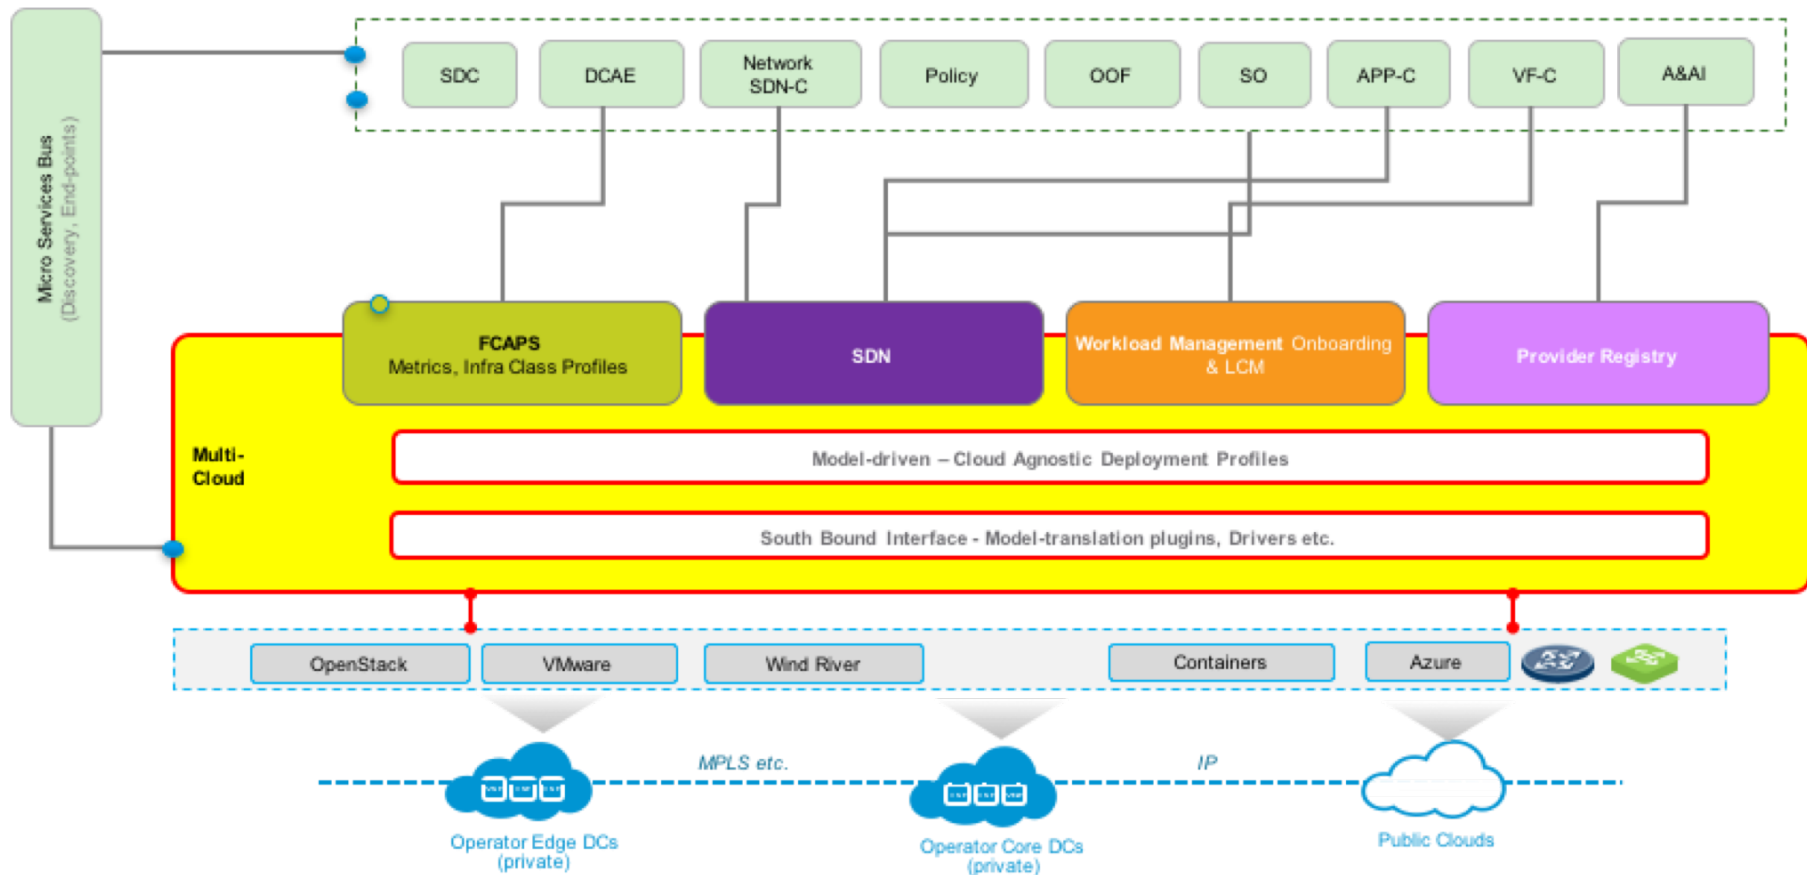 Micro Services Bus
(Discovery, End-points)
SDC
DCAE
Network
SDN-C
Policy
OOF
SO
APP-C
VF-C
A&AI
FCAPS
Metrics, Infra Class Profiles
SDN
Workload Management Onboarding
& LCM
Provider Registry
Multi-
Cloud
Model-driven – Cloud Agnostic Deployment Profiles
South Bound Interface - Model-translation plugins, Drivers etc.
OpenStack
VMware
Wind River
Containers
Azure
MPLS etc.
IP
Operator Edge DCs
(private)
Operator Core DCs
(private)
Public Clouds